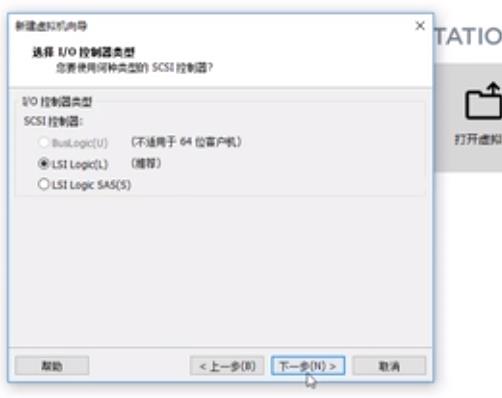 新建虚拟机向导
选择 I/O 控制器类型
您要使用何种类型的 SCSI 控制器?
I/O 控制器类型
SCSI 控制器:
BusLogic(U) (不适用于 64 位客户机)
LSI Logic(L) (推荐)
LSI Logic SAS(S)
帮助
< 上一步(B)
下一步(N) >
取消
TATIO
打开虚拟